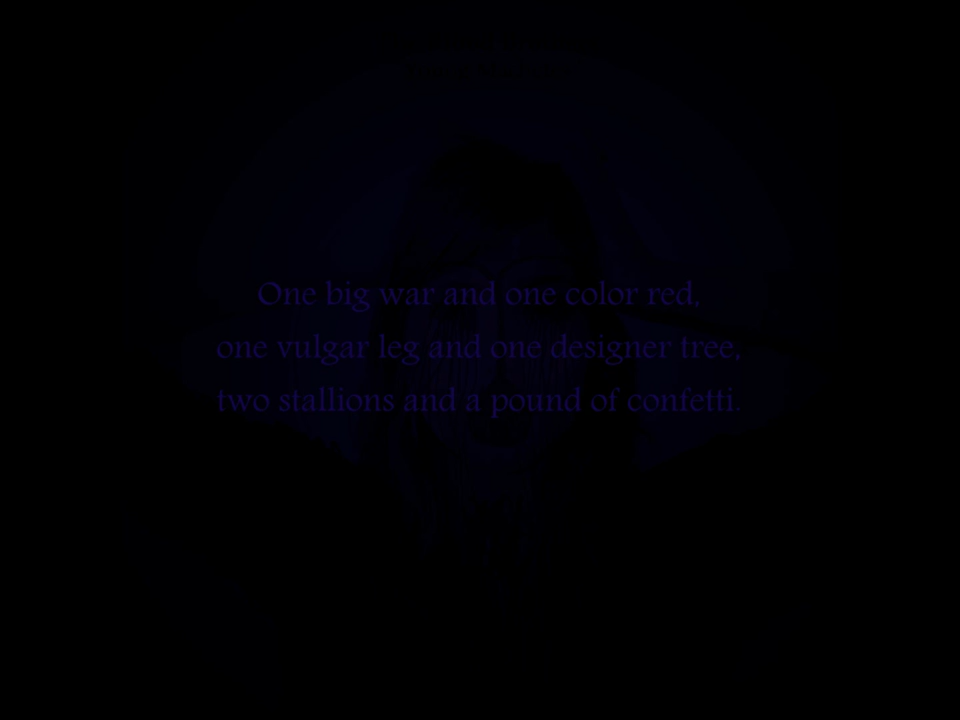 One big war and one color red,
one vulgar leg and one designer tree,
two stallions and a pound of confetti.